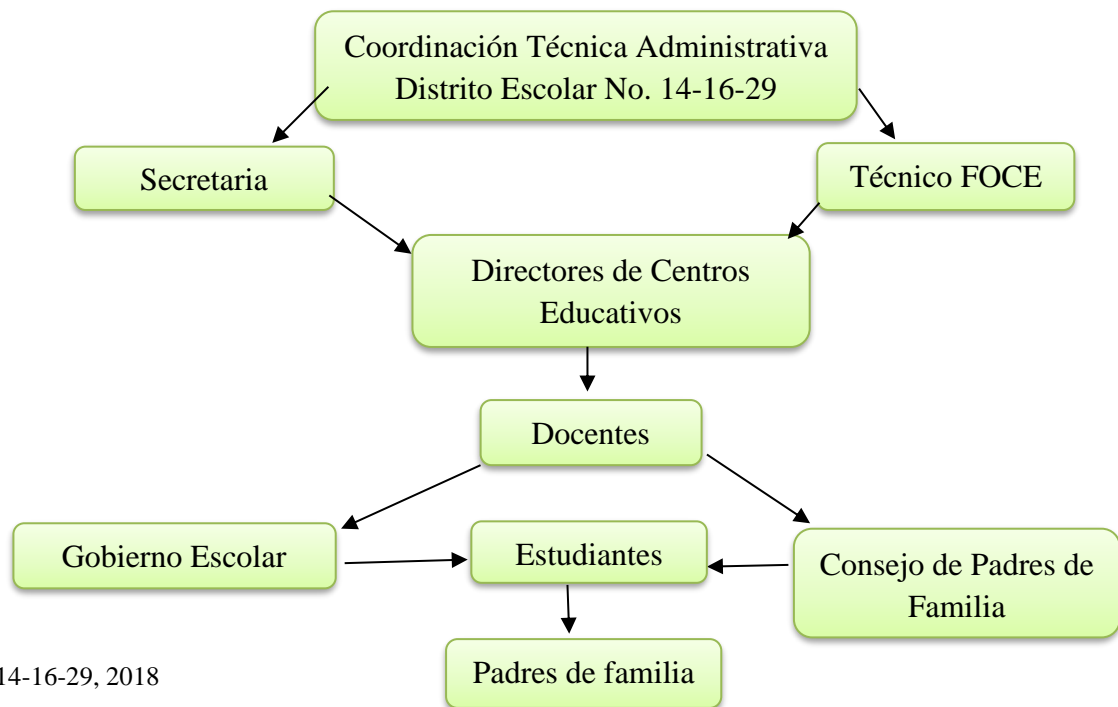 Coordinación Técnica Administrativa
Distrito Escolar No. 14-16-29
Secretaria
Técnico FOCE
Directores de Centros
Educativos
Docentes
Gobierno Escolar
Estudiantes
Consejo de Padres de
Familia
Padres de familia
14-16-29, 2018